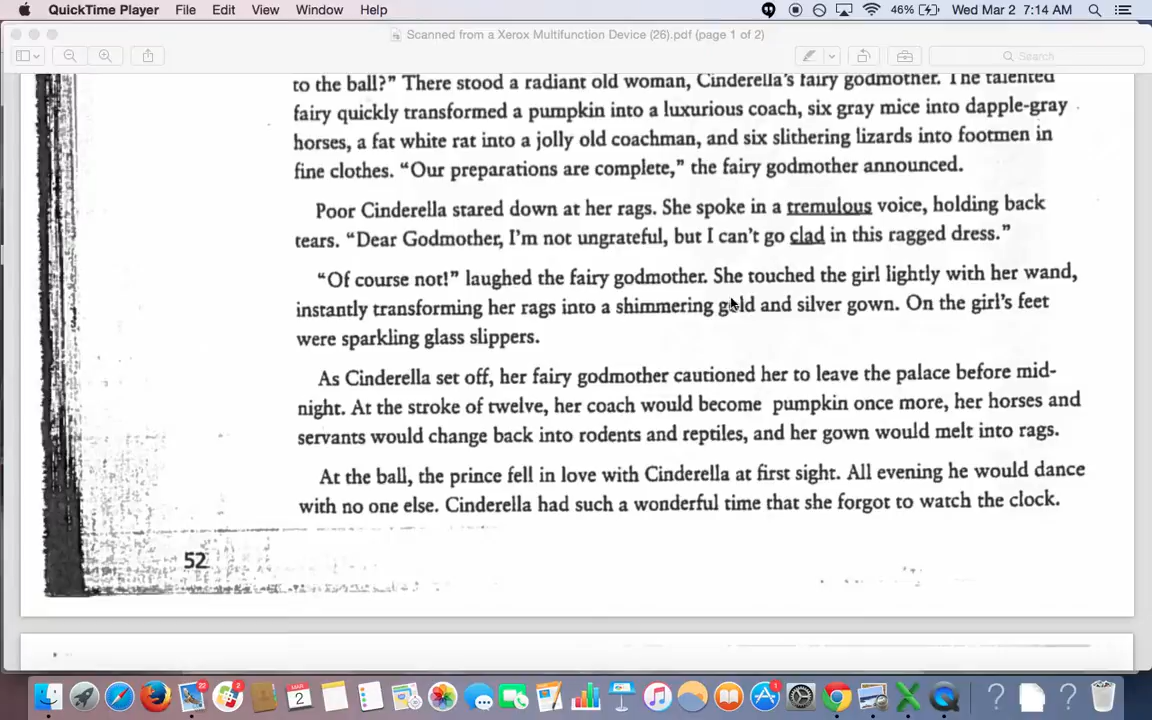 QuickTime Player File Edit View Window Help 46% Wed Mar 2 7:14 AM
Scanned from a Xerox Multifunction Device (26).pdf (page 1 of 2)
Search
to the ball?” There stood a radiant old woman, Cinderella’s fairy godmother. The talented
fairy quickly transformed a pumpkin into a luxurious coach, six gray mice into dapple-gray
horses, a fat white rat into a jolly old coachman, and six slithering lizards into footmen in
fine clothes. “Our preparations are complete,” the fairy godmother announced.
Poor Cinderella stared down at her rags. She spoke in a tremulous voice, holding back
tears. “Dear Godmother, I’m not ungrateful, but I can’t go clad in this ragged dress.”
“Of course not!” laughed the fairy godmother. She touched the girl lightly with her wand,
instantly transforming her rags into a shimmering gold and silver gown. On the girl’s feet
were sparkling glass slippers.
As Cinderella set off, her fairy godmother cautioned her to leave the palace before mid-
night. At the stroke of twelve, her coach would become pumpkin once more, her horses and
servants would change back into rodents and reptiles, and her gown would melt into rags.
At the ball, the prince fell in love with Cinderella at first sight. All evening he would dance
with no one else. Cinderella had such a wonderful time that she forgot to watch the clock.
52
22
2
MAR
2